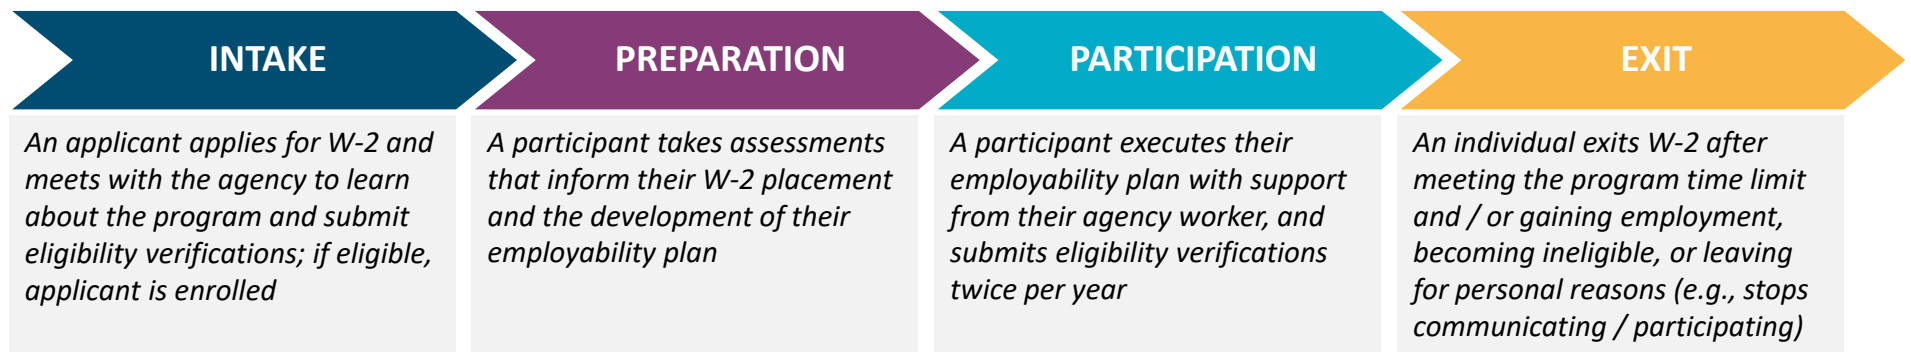 INTAKE
An applicant applies for W-2 and
meets with the agency to learn
about the program and submit
eligibility verifications; if eligible,
applicant is enrolled
PREPARATION
A participant takes assessments
that inform their W-2 placement
and the development of their
employability plan
PARTICIPATION
A participant executes their
employability plan with support
from their agency worker, and
submits eligibility verifications
twice per year
EXIT
An individual exits W-2 after
meeting the program time limit
and / or gaining employment,
becoming ineligible, or leaving
for personal reasons (e.g., stops
communicating / participating)